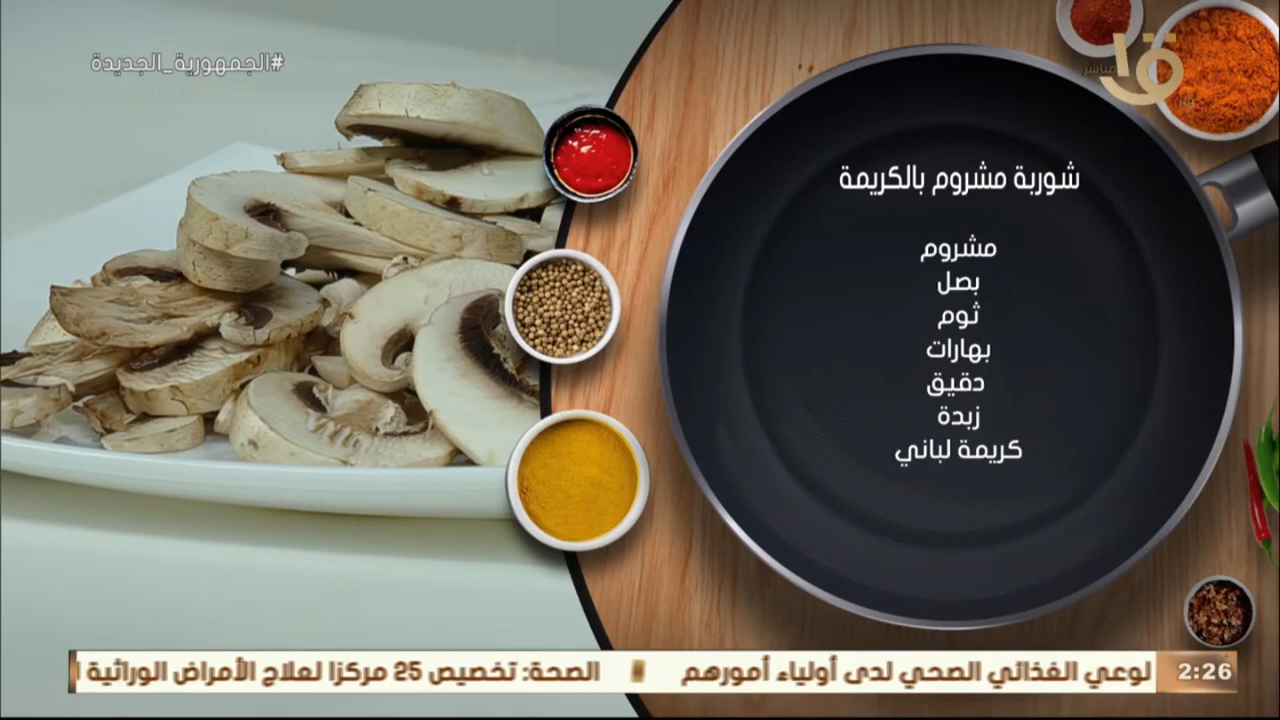 #الجمهورية_الجديدة
مباشر
شوربة مشروم بالكريمة
مشروم
بصل
ثوم
بهارات
دقيق
زبدة
كريمة لباني
لوعي الغذائي الصحي لدى أولياء أمورهم
الصحة: تخصيص 25 مركزا لعلاج الأمراض الوراثية
2:26